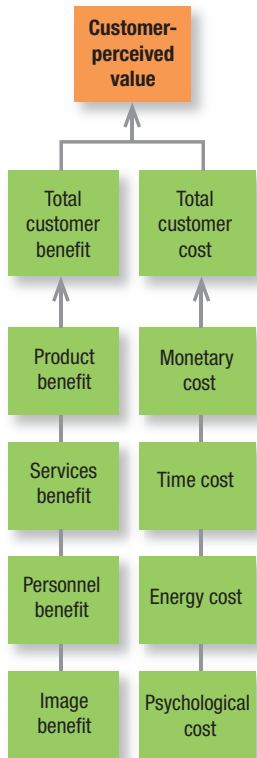 Customer-
perceived
value
Total
customer
benefit
Total
customer
cost
Product
benefit
Monetary
cost
Services
benefit
Time cost
Personnel
benefit
Energy cost
Image
benefit
Psychological
cost